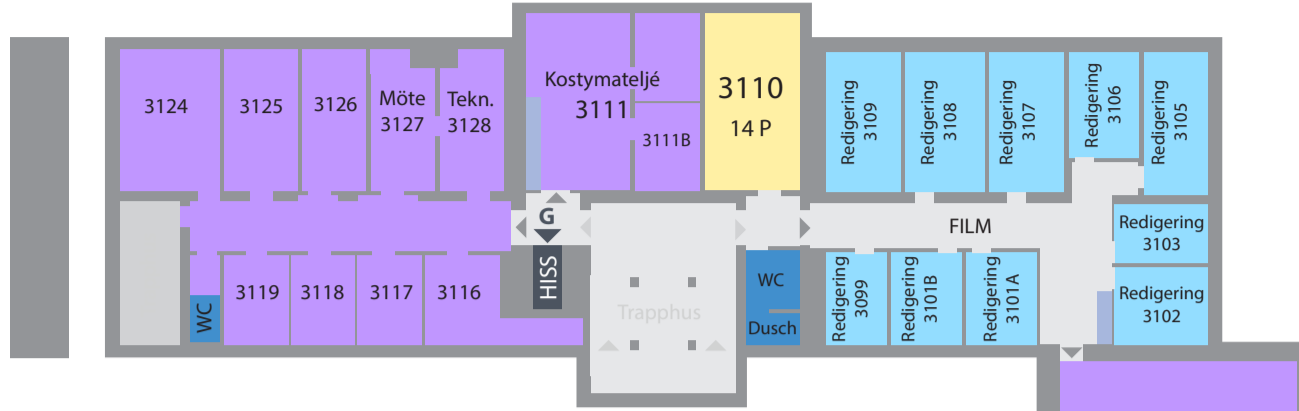 3124
3125
3126
Möte
3127
Tekn.
3128
Kostymateljé
3111
3111B
3110
14 P
Redigering
3109
Redigering
3108
Redigering
3107
Redigering
3106
Redigering
3105
G
HISS
FILM
Redigering
3103
Redigering
3102
WC
3119
3118
3117
3116
Trapphus
WC
Dusch
Redigering
3099
Redigering
3101B
Redigering
3101A